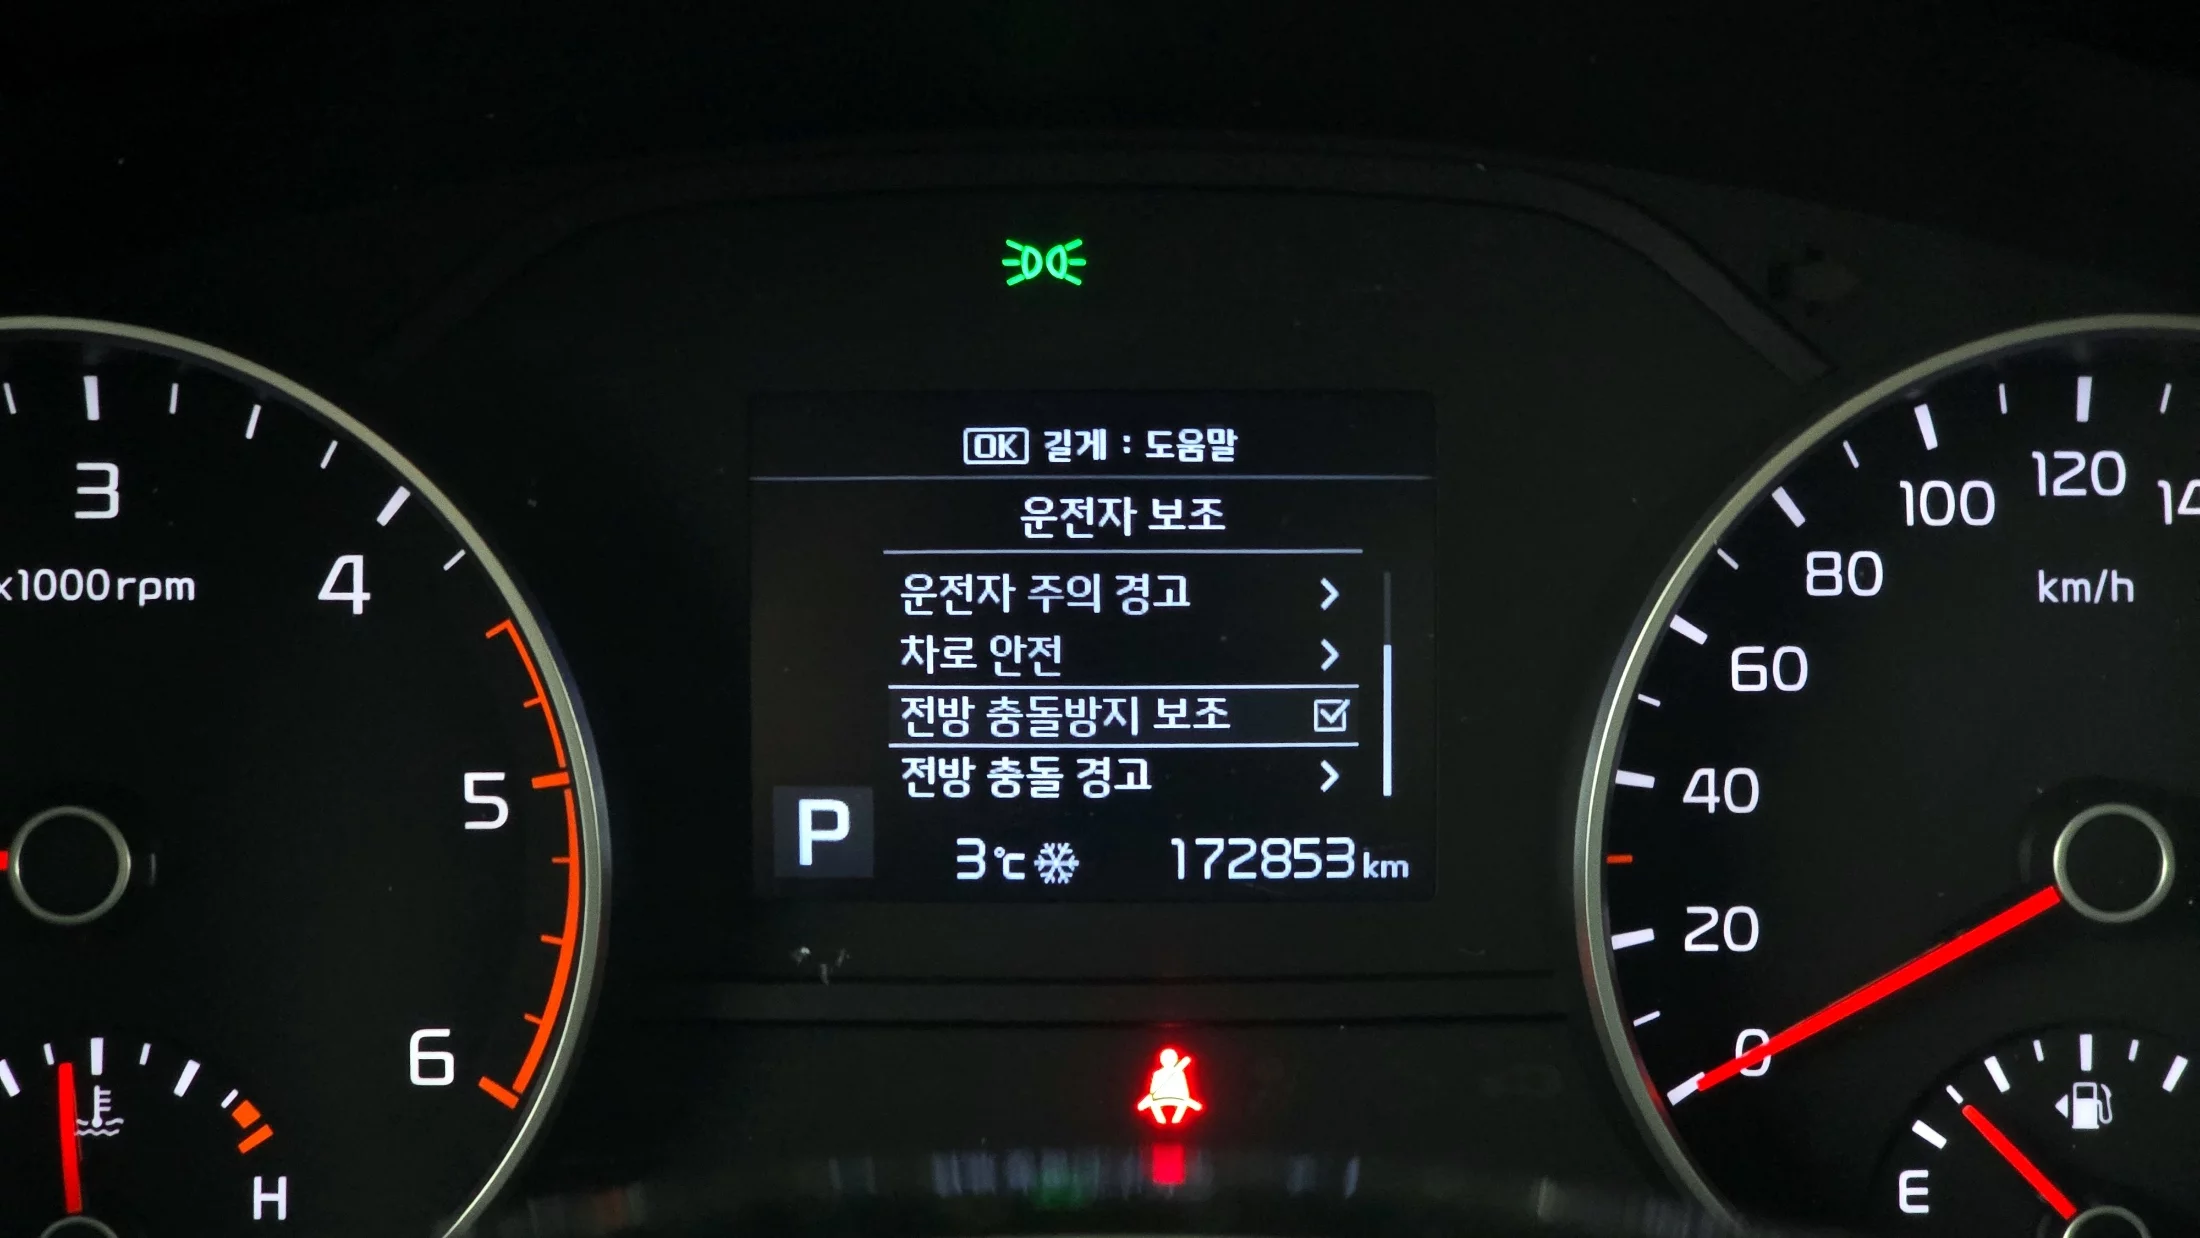 OK 길게 : 도움말
운전자 보조
운전자 주의 경고
차로 안전
전방 충돌방지 보조
전방 충돌 경고
P
3℃ 172853 km
3
4
5
6
x1000rpm
H
0
20
40
60
80
100
120
km/h
E